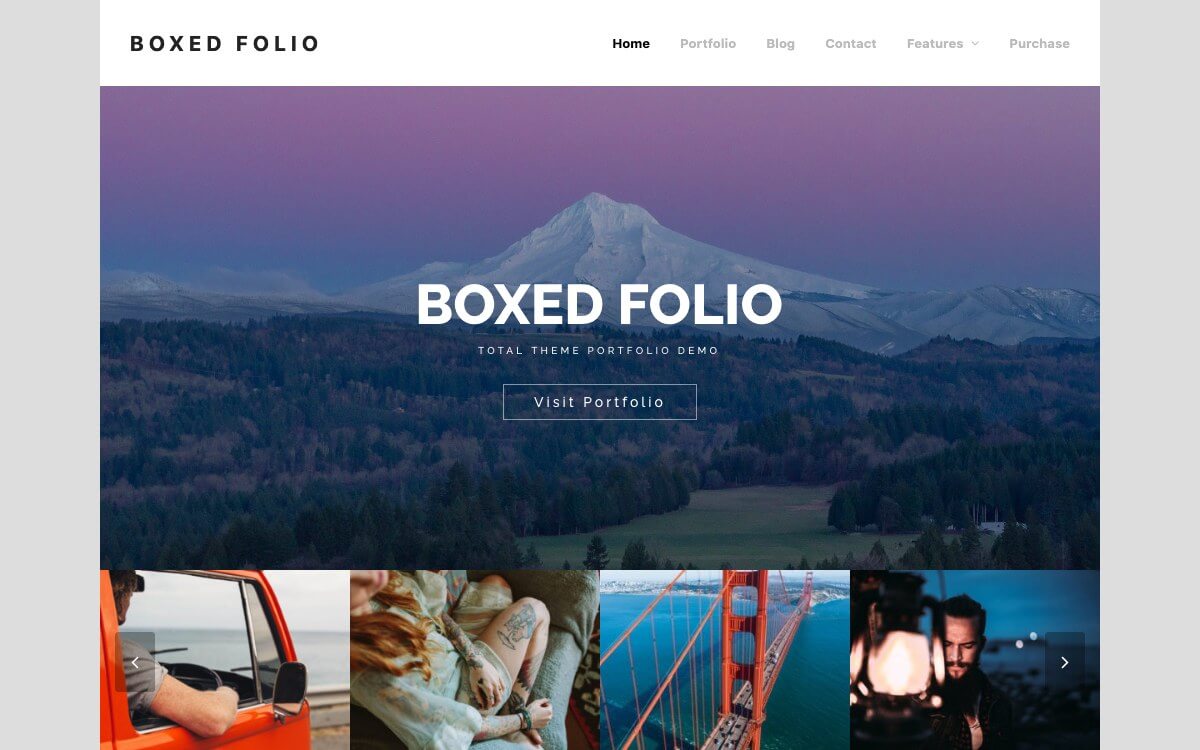 BOXED FOLIO
Home Portfolio Blog Contact Features Purchase
BOXED FOLIO
TOTAL THEME PORTFOLIO DEMO
Visit Portfolio